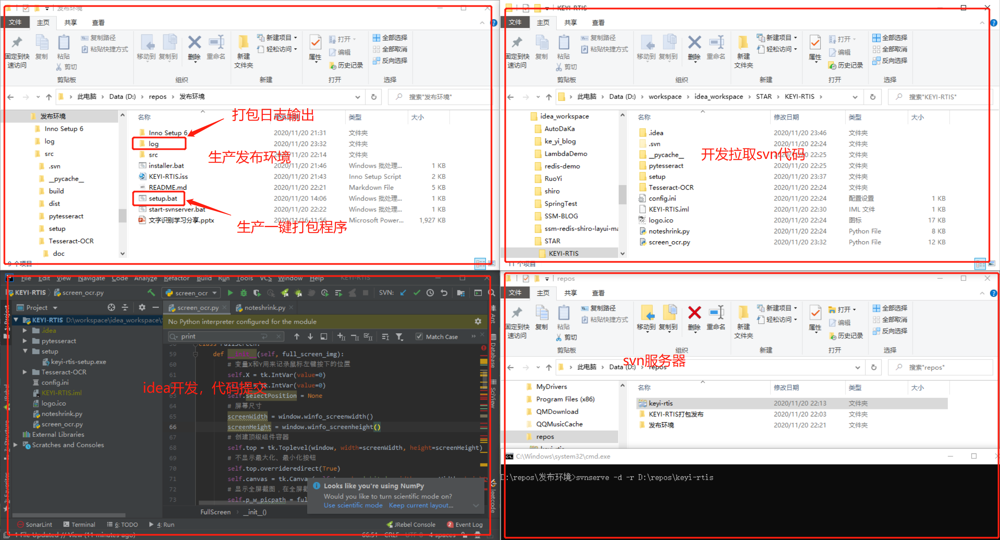 发布环境
文件 主页 共享 查看
固定到快速访问 复制 粘贴 复制路径 粘贴快捷方式 剪切 移动到 复制到 删除 重命名 新建文件夹 新建项目 轻松访问 属性 打开 编辑 历史记录 全部选择 全部取消 反向选择
剪贴板 组织 新建 打开 选择
此电脑 › Data (D:) › repos › 发布环境
搜索"发布环境"
发布环境
Inno Setup 6
log
src
.svn
__pycache__
build
dist
pytesseract
setup
Tesseract-OCR
doc
名称 类型 大小
打包日志输出
Inno Setup 6 2020/11/20 21:31 文件夹
log 2020/11/20 23:32 文件夹
src 2020/11/20 22:14 文件夹
生产发布环境
installer.bat 2020/11/20 21:46 Windows 批处理... 1 KB
KEYI-RTIS.iss 2020/11/20 21:43 Inno Setup Script 2 KB
README.md 2020/11/20 22:21 Markdown File 5 KB
setup.bat 2020/11/20 14:06 Windows 批处理... 1 KB
start-svnserver.bat 2020/11/20 22:22 Windows 批处理... 1 KB
文字识别学习分享.pptx 2020/11/16 11:56 Microsoft Power... 1,927 KB
生产一键打包程序
9 个项目
KEYI-RTIS
文件 主页 共享 查看
固定到快速访问 复制 粘贴 复制路径 粘贴快捷方式 剪切 移动到 复制到 删除 重命名 新建文件夹 新建项目 轻松访问 属性 打开 编辑 历史记录 全部选择 全部取消 反向选择
剪贴板 组织 新建 打开 选择
此电脑 › Data (D:) › workspace › idea_workspace › STAR › KEYI-RTIS ›
搜索"KEYI-RTIS"
idea_workspace
AutoDaKa
ke_yi_blog
LambdaDemo
redis-demo
RuoYi
shiro
SpringTest
SSM-BLOG
ssm-redis-shiro-layui-ma
STAR
KEYI-RTIS
名称 修改日期 类型 大小
.idea 2020/11/20 23:46 文件夹
.svn 2020/11/20 22:24 文件夹
__pycache__ 2020/11/20 22:25 文件夹
开发拉取svn代码
pytesseract 2020/11/20 22:25 文件夹
setup 2020/11/20 23:37 文件夹
Tesseract-OCR 2020/11/20 22:24 文件夹
config.ini 2020/11/20 22:24 配置设置 1 KB
KEYI-RTIS.iml 2020/11/20 22:30 IML 文件 1 KB
logo.ico 2020/11/20 22:24 图标 17 KB
noteshrink.py 2020/11/20 22:24 Python File 8 KB
screen_ocr.py 2020/11/20 23:32 Python File 12 KB
11 个项目
File Edit View Navigate Code Analyze Refactor Build Run Tools VCS Window Help KEYI-RTIS
KEYI-RTIS screen_ocr.py screen_ocr SVN:
Project screen_ocr.py noteshrink.py
1: Project
KEYI-RTIS D:\workspace\idea_workspace\
.idea
pytesseract
setup
keyi-rtis-setup.exe
Tesseract-OCR
config.ini
KEYI-RTIS.iml
logo.ico
noteshrink.py
screen_ocr.py
External Libraries
Scratches and Consoles
No Python interpreter configured for the module
print Match Case
class FullScreen:
59 def __init__(self, full_screen_img):
60 # 变量X和Y用来记录鼠标左键按下的位置
61 self.X = tk.IntVar(value=0)
self.Y = tk.IntVar(value=0)
idea开发，代码提交
63 self.selectPosition = None
64 # 屏幕尺寸
65 screenWidth = window.winfo_screenwidth()
66 screenHeight = window.winfo_screenheight()
67 # 创建顶级组件容器
68 self.top = tk.Toplevel(window, width=screenWidth, height=screenHeight)
69 # 不显示最大化、最小化按钮
70 self.top.overrideredirect(True)
71 self.canvas = tk.Canva
72 # 显示全屏截图，在全屏截
73 self.p_w_picpath = ful
Looks like you're using NumPy
Would you like to turn scientific mode on?
Use scientific mode Keep current layout...
FullScreen › __init__()
JRebel
7: Structure
2: Favorites
Ant
Database
SciView
leetcode
SonarLint Terminal 6: TODO 4: Run JRebel Console 2 Event Log
1 File Updated // View (11 minutes ago) 66:51 CRLF UTF-8 4 spaces
repos
文件 主页 共享 查看
固定到快速访问 复制 粘贴 复制路径 粘贴快捷方式 剪切 移动到 复制到 删除 重命名 新建文件夹 新建项目 轻松访问 属性 打开 编辑 历史记录 全部选择 全部取消 反向选择
剪贴板 组织 新建 打开 选择
svn服务器
此电脑 › Data (D:) › repos
搜索"repos"
MyDrivers
Program Files (x86)
QMDownload
QQMusicCache
repos
名称 修改日期 类型 大小
keyi-rtis 2020/11/20 22:13 文件夹
KEYI-RTIS打包发布 2020/11/20 22:03 文件夹
发布环境 2020/11/20 22:21 文件夹
C:\Windows\system32\cmd.exe
D:\repos\发布环境>svnserve -d -r D:\repos\keyi-rtis